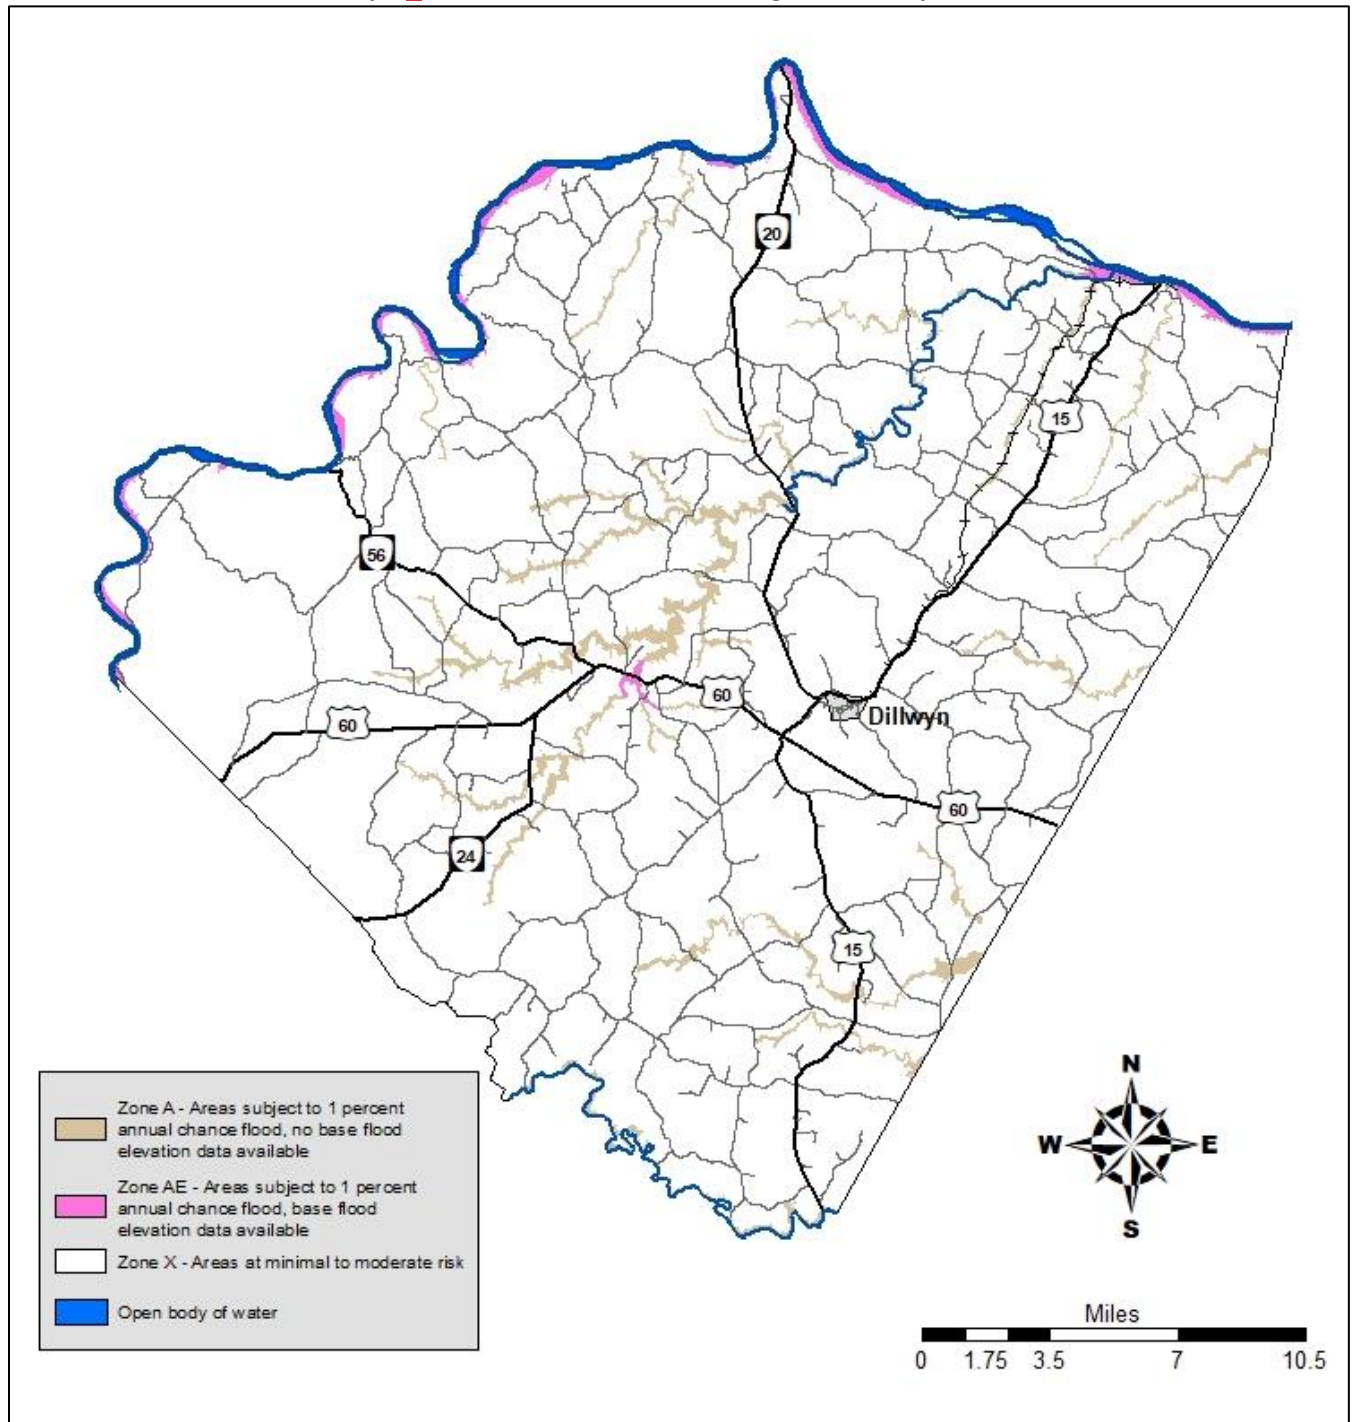 20
15
56
60
Dillwyn
60
60
24
15
Zone A - Areas subject to 1 percent
annual chance flood, no base flood
elevation data available
Zone AE - Areas subject to 1 percent
annual chance flood, base flood
elevation data available
Zone X - Areas at minimal to moderate risk
Open body of water
N
W E
S
Miles
0 1.75 3.5 7 10.5